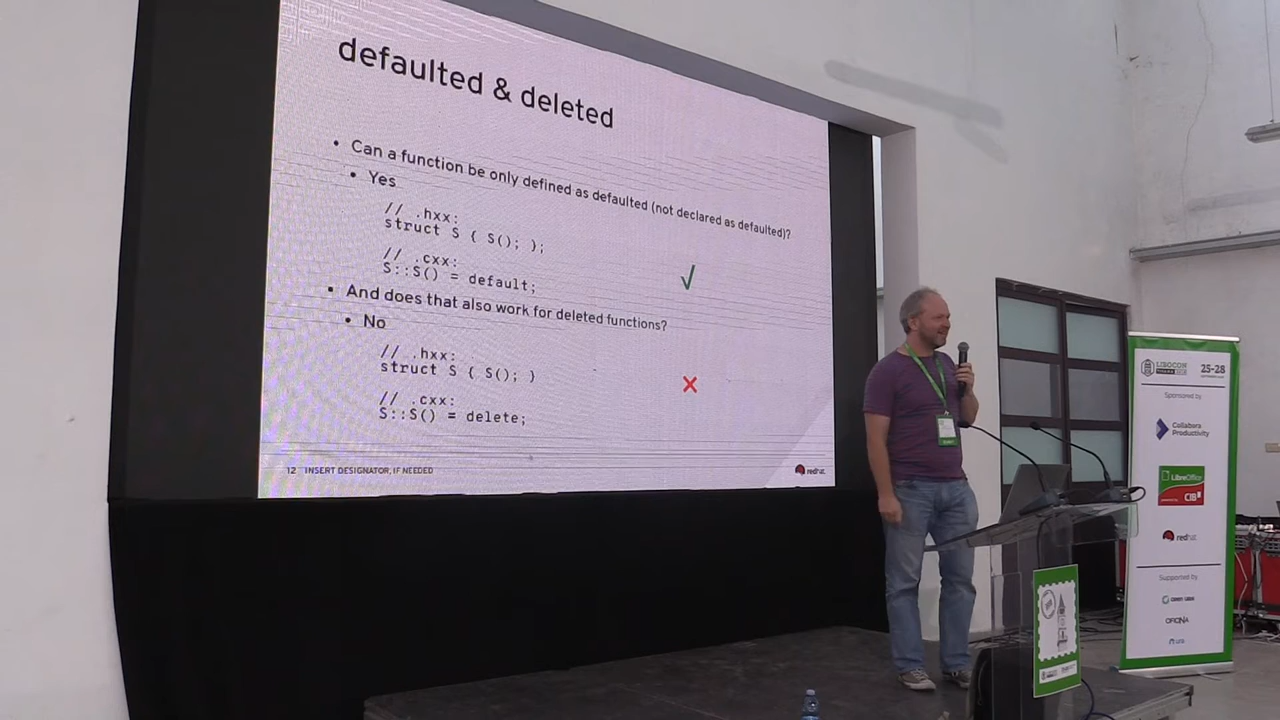 defaulted & deleted
• Can a function be only defined as defaulted (not declared as defaulted)?
• Yes
// .hxx:
struct S { S(); };
// .cxx:
S::S() = default;
✓
• And does that also work for deleted functions?
• No
// .hxx:
struct S { S(); }
// .cxx:
S::S() = delete;
✗
12 INSERT DESIGNATOR, IF NEEDED
redhat
LIBOCON
25-28
Sponsored by
Collabora
Productivity
LibreOffice
CIB
redhat
Supported by
OFICINA